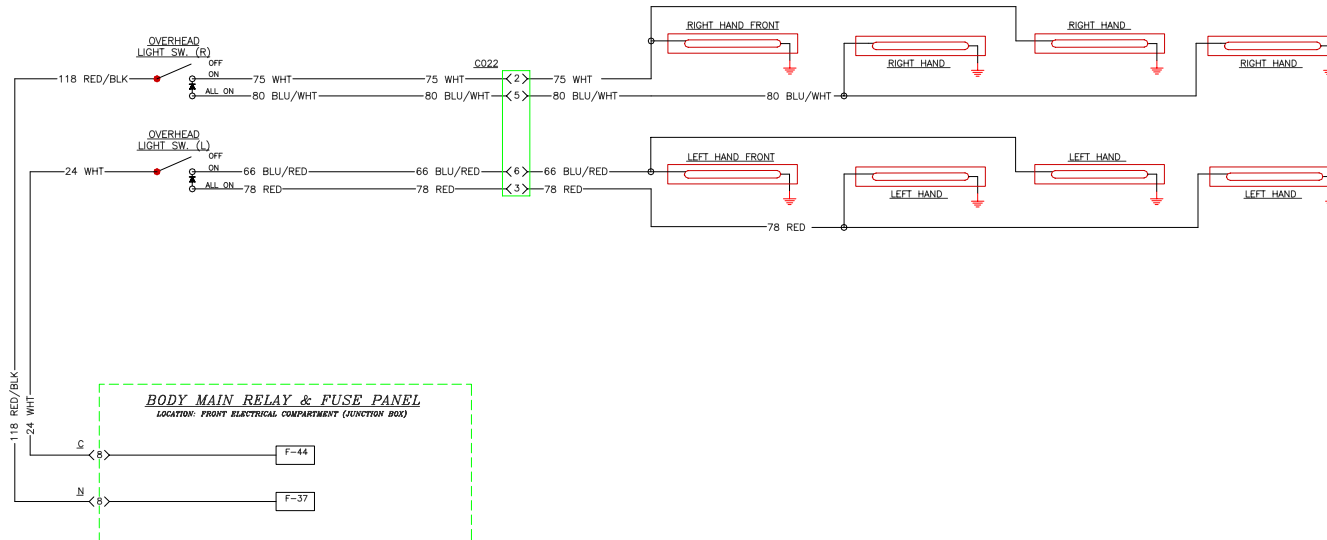 RIGHT HAND FRONT
RIGHT HAND
RIGHT HAND
RIGHT HAND
OVERHEAD
LIGHT SW. (R)
OFF
ON
ALL ON
118 RED/BLK
75 WHT
75 WHT
C022
2
75 WHT
80 BLU/WHT
80 BLU/WHT
5
80 BLU/WHT
80 BLU/WHT
OVERHEAD
LIGHT SW. (L)
OFF
ON
ALL ON
24 WHT
66 BLU/RED
66 BLU/RED
6
66 BLU/RED
78 RED
78 RED
3
78 RED
78 RED
LEFT HAND FRONT
LEFT HAND
LEFT HAND
LEFT HAND
118 RED/BLK
24 WHT
BODY MAIN RELAY & FUSE PANEL
LOCATION: FRONT ELECTRICAL COMPARTMENT (JUNCTION BOX)
C
8
F-44
N
8
F-37